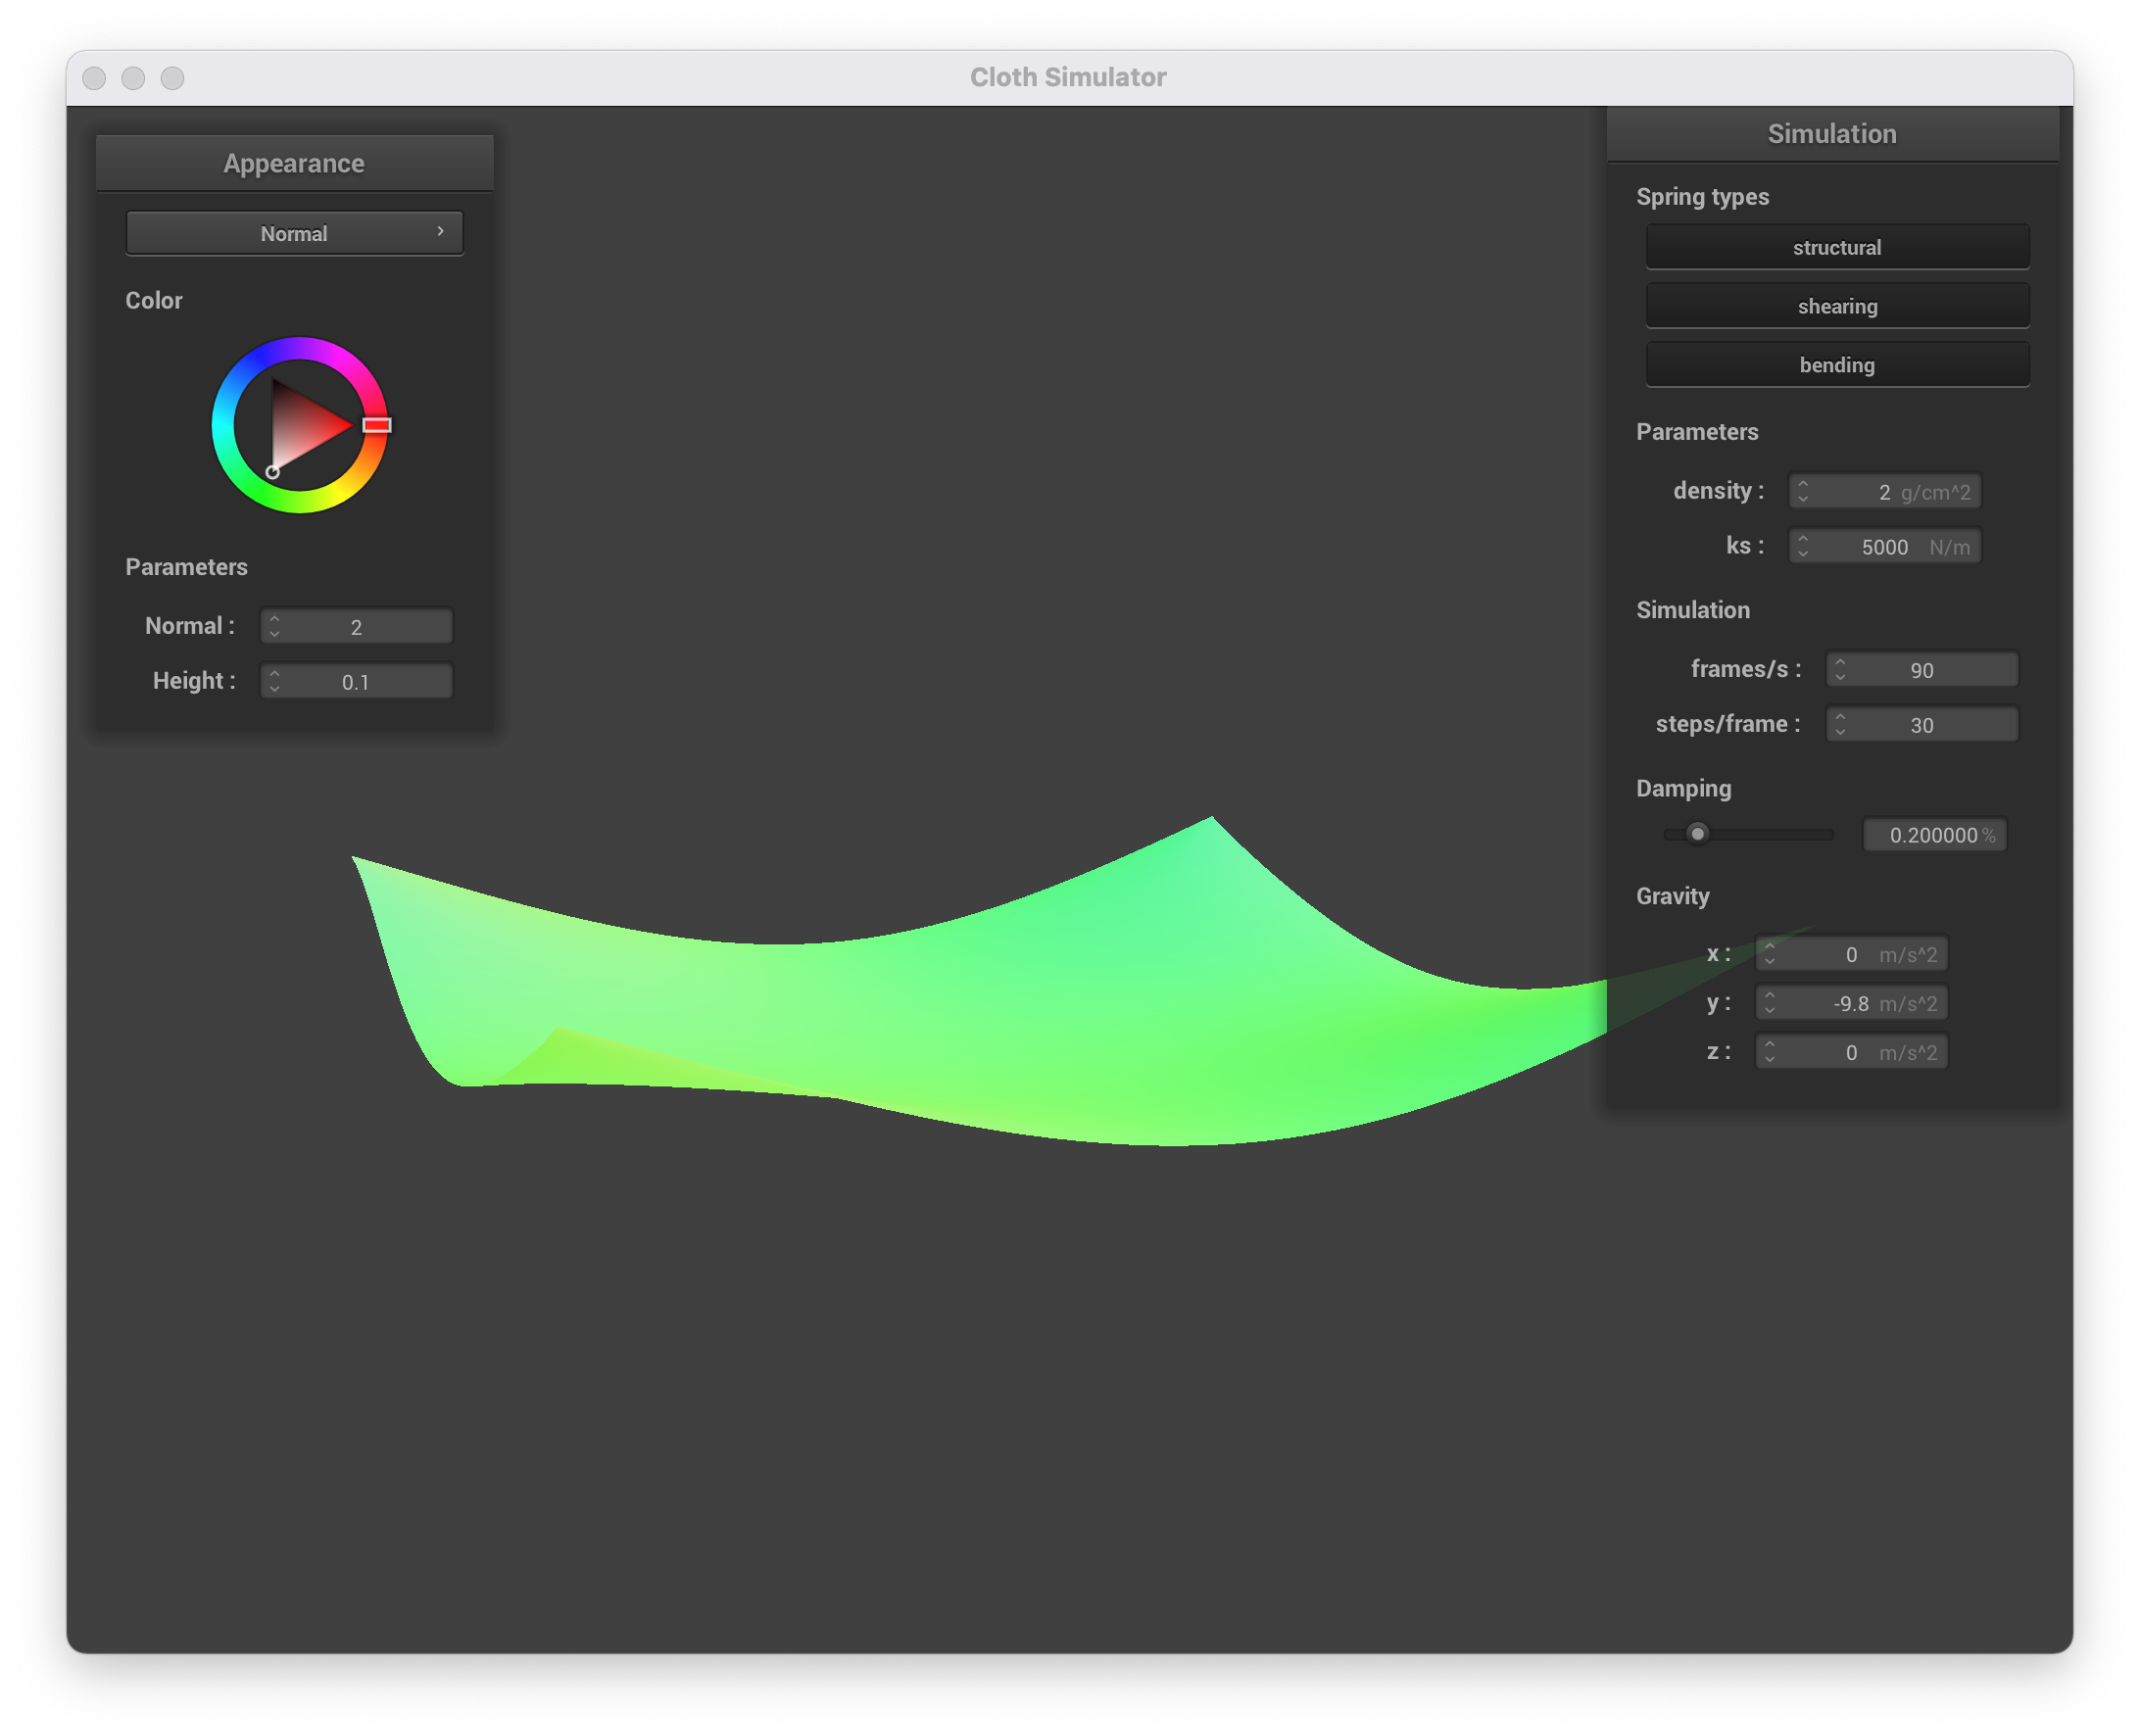 Cloth Simulator
Appearance
Normal
Color
Parameters
Normal :
2
Height :
0.1
Simulation
Spring types
structural
shearing
bending
Parameters
density : 2 g/cm^2
ks : 5000 N/m
Simulation
frames/s : 90
steps/frame : 30
Damping
0.200000 %
Gravity
x : 0 m/s^2
y : -9.8 m/s^2
z : 0 m/s^2